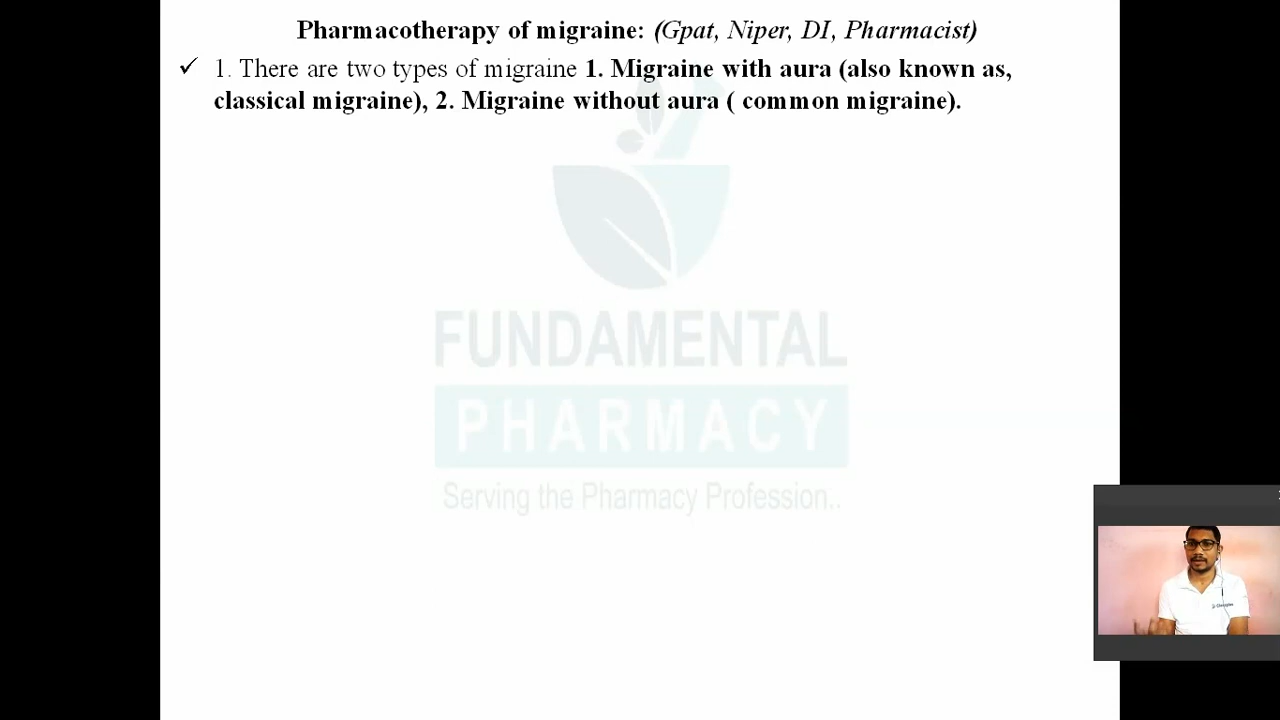 Pharmacotherapy of migraine: (Gpat, Niper, DI, Pharmacist)
✓ 1. There are two types of migraine 1. Migraine with aura (also known as,
classical migraine), 2. Migraine without aura ( common migraine).
FUNDAMENTAL
PHARMACY
Serving the Pharmacy Profession..